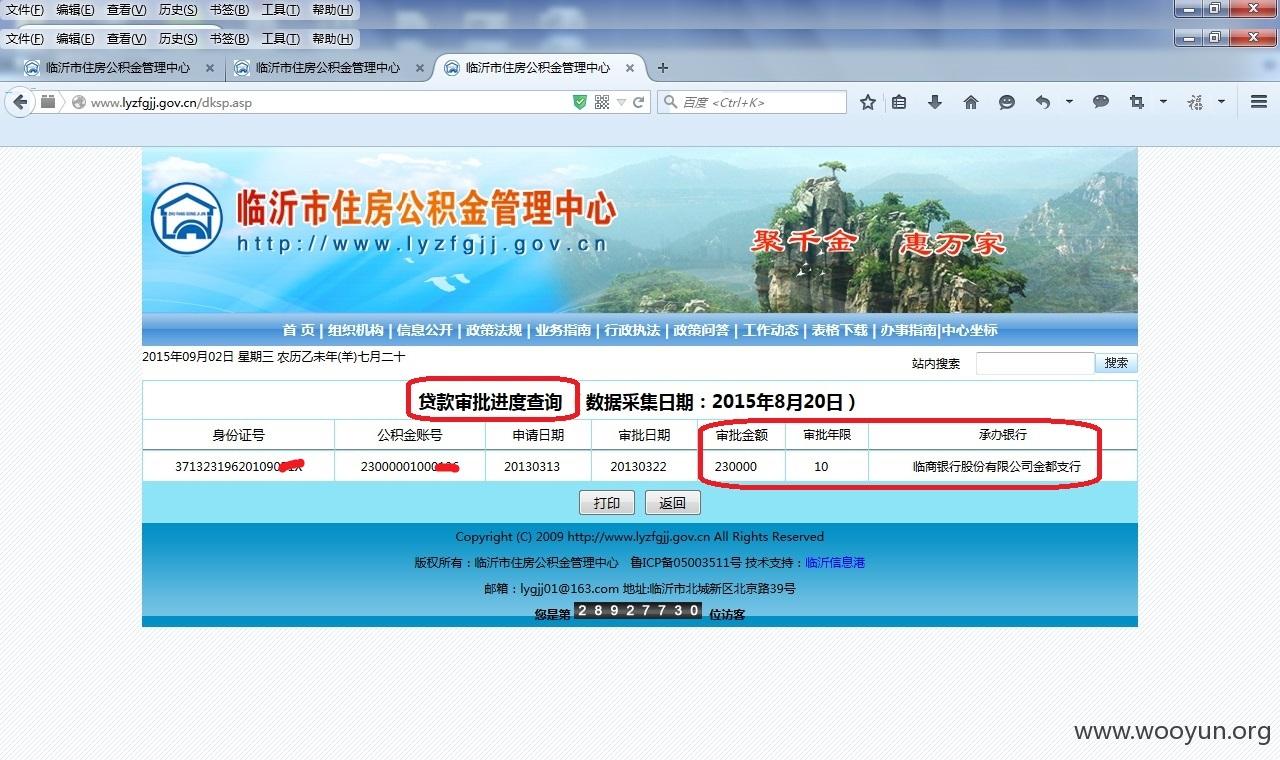 文件(F) 编辑(E) 查看(V) 历史(S) 书签(B) 工具(T) 帮助(H)
文件(F) 编辑(E) 查看(V) 历史(S) 书签(B) 工具(T) 帮助(H)
临沂市住房公积金管理中心 临沂市住房公积金管理中心 临沂市住房公积金管理中心
www.lyzfgjj.gov.cn/dksp.asp 百度 <Ctrl+K>
临沂市住房公积金管理中心
http://www.lyzfgjj.gov.cn
聚千金 惠万家
首 页 | 组织机构 | 信息公开 | 政策法规 | 业务指南 | 行政执法 | 政策问答 | 工作动态 | 表格下载 | 办事指南|中心坐标
2015年09月02日 星期三 农历乙未年(羊)七月二十 站内搜索 搜索
贷款审批进度查询 数据采集日期：2015年8月20日 )
身份证号 公积金账号 申请日期 审批日期 审批金额 审批年限 承办银行
20130313 20130322 230000 10 临商银行股份有限公司金都支行
打印 返回
Copyright (C) 2009 http://www.lyzfgjj.gov.cn All Rights Reserved
版权所有：临沂市住房公积金管理中心 鲁ICP备05003511号 技术支持：临沂信息港
邮箱：lygjj01@163.com 地址:临沂市北城新区北京路39号
您是第 28927730 位访客
www.wooyun.org